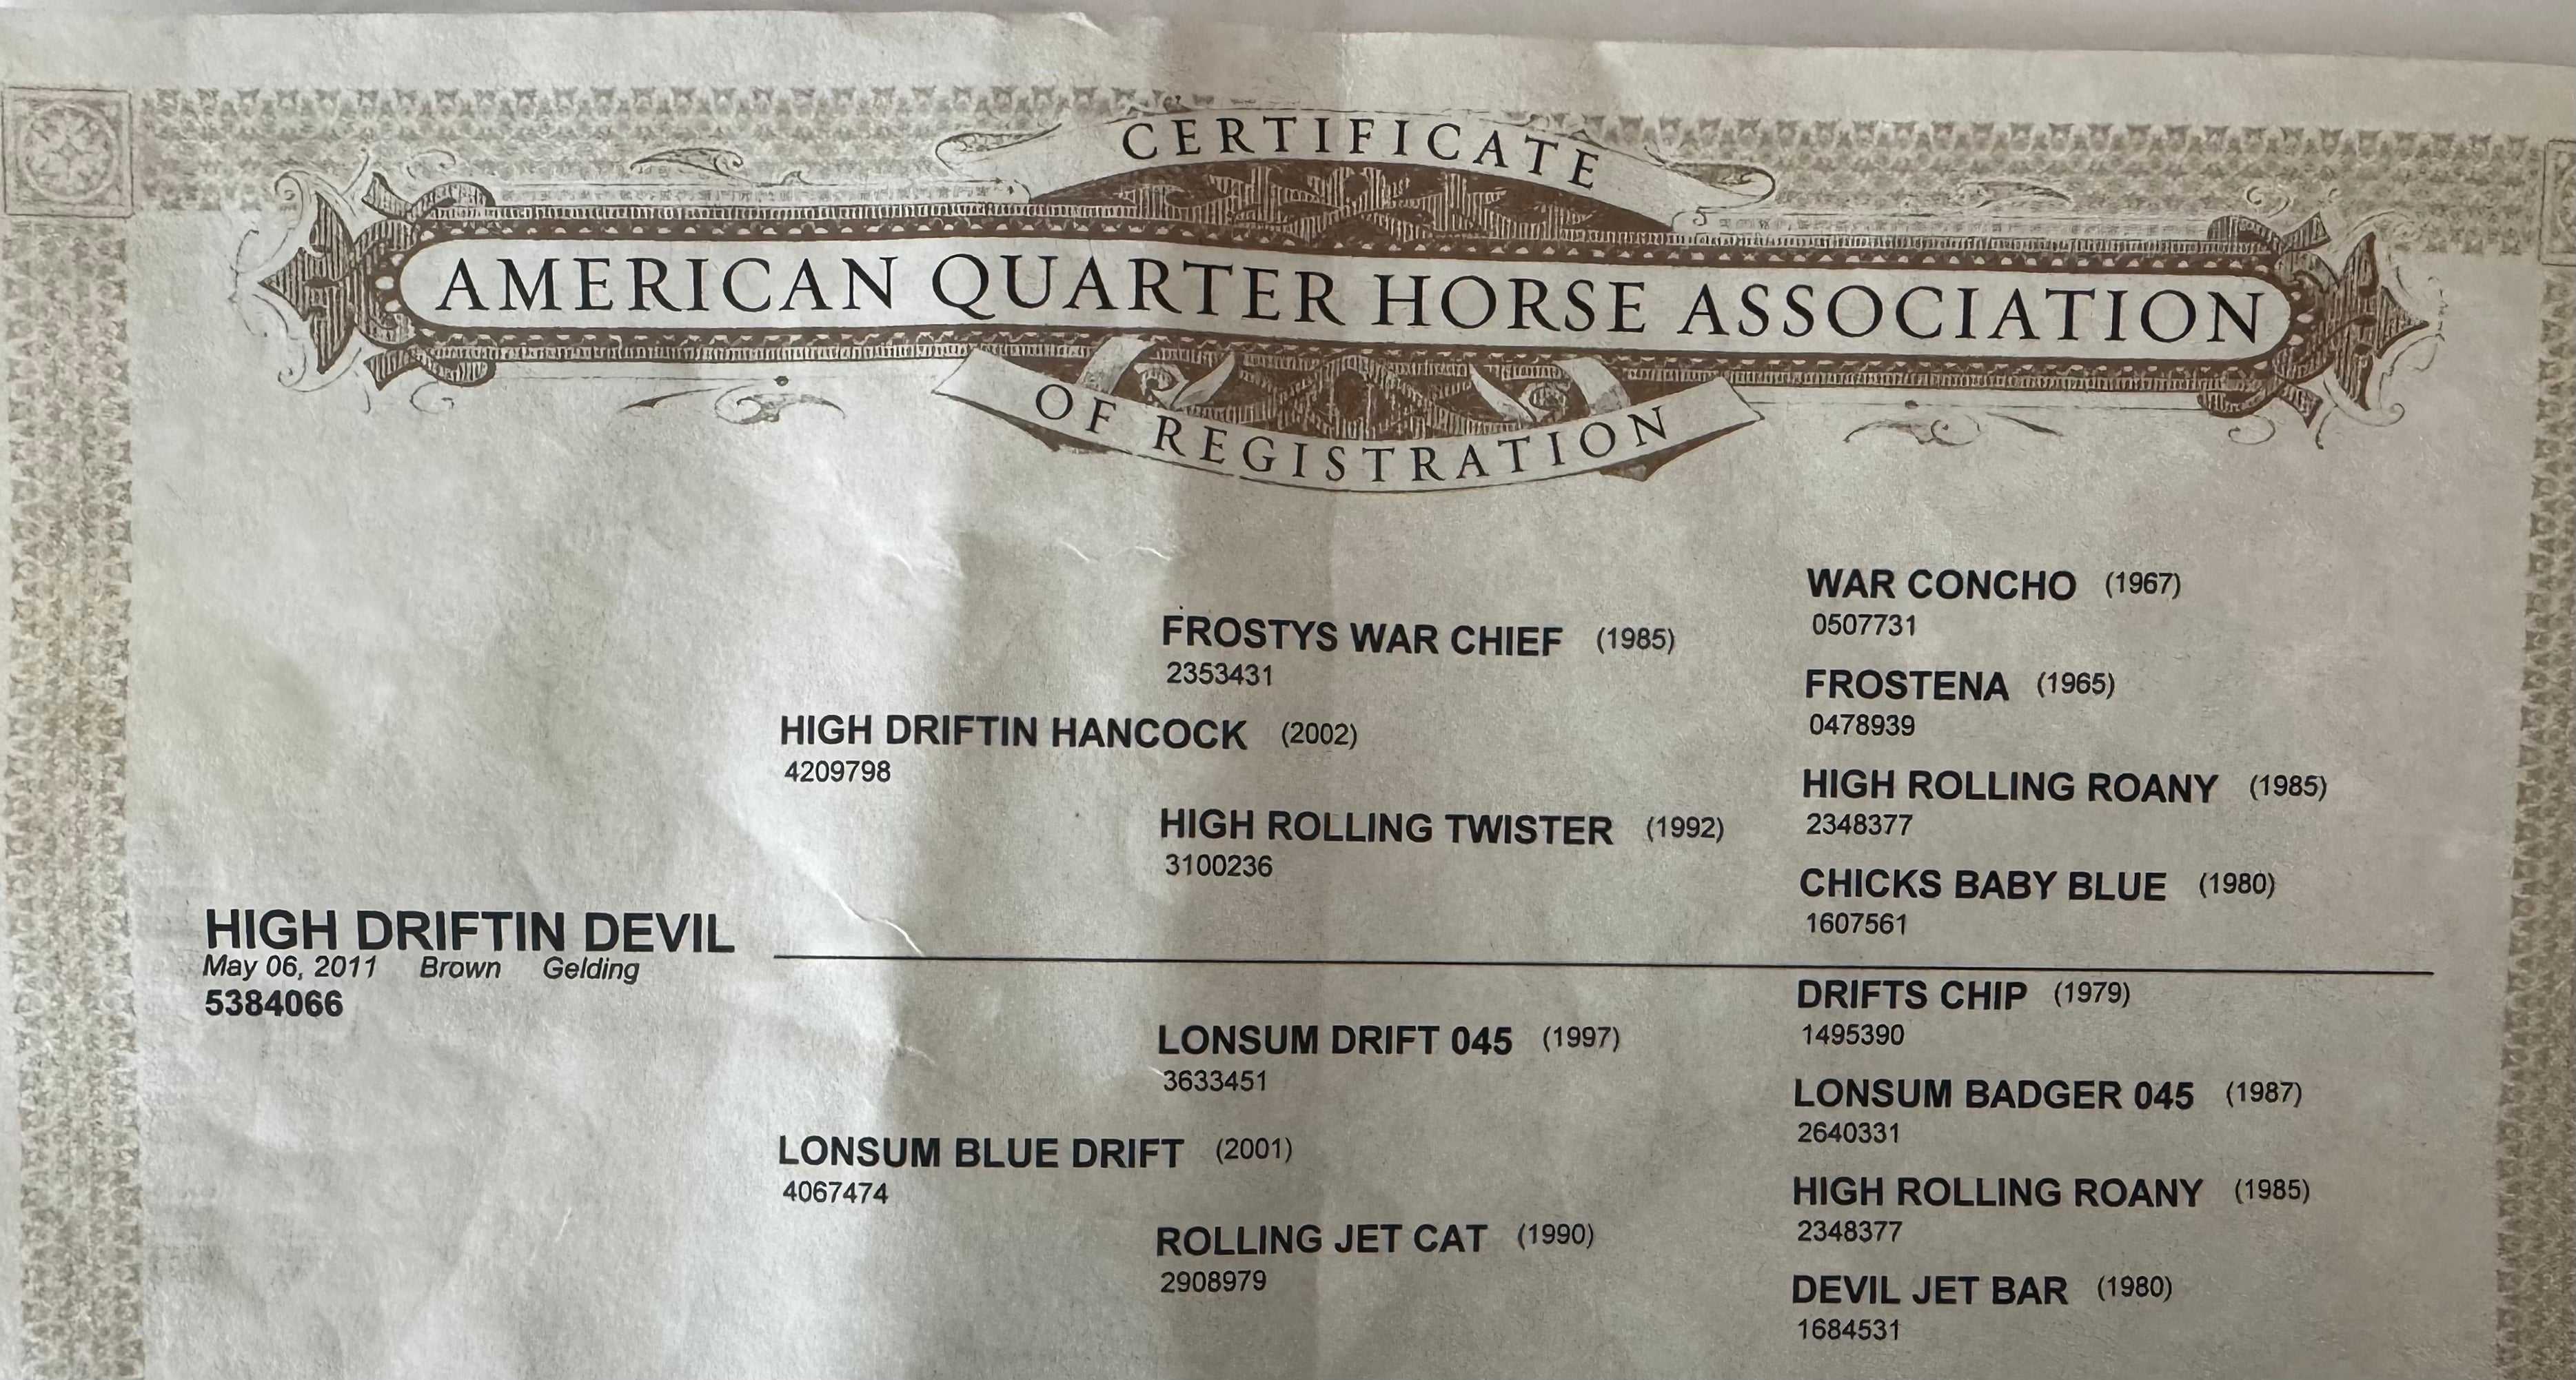 CERTIFICATE
AMERICAN QUARTER HORSE ASSOCIATION
OF REGISTRATION
WAR CONCHO (1967)
0507731
FROSTYS WAR CHIEF (1985)
2353431
FROSTENA (1965)
0478939
HIGH DRIFTIN HANCOCK (2002)
4209798
HIGH ROLLING ROANY (1985)
2348377
HIGH ROLLING TWISTER (1992)
3100236
CHICKS BABY BLUE (1980)
1607561
HIGH DRIFTIN DEVIL
May 06, 2011 Brown Gelding
5384066
DRIFTS CHIP (1979)
1495390
LONSUM DRIFT 045 (1997)
3633451
LONSUM BADGER 045 (1987)
2640331
LONSUM BLUE DRIFT (2001)
4067474
HIGH ROLLING ROANY (1985)
2348377
ROLLING JET CAT (1990)
2908979
DEVIL JET BAR (1980)
1684531